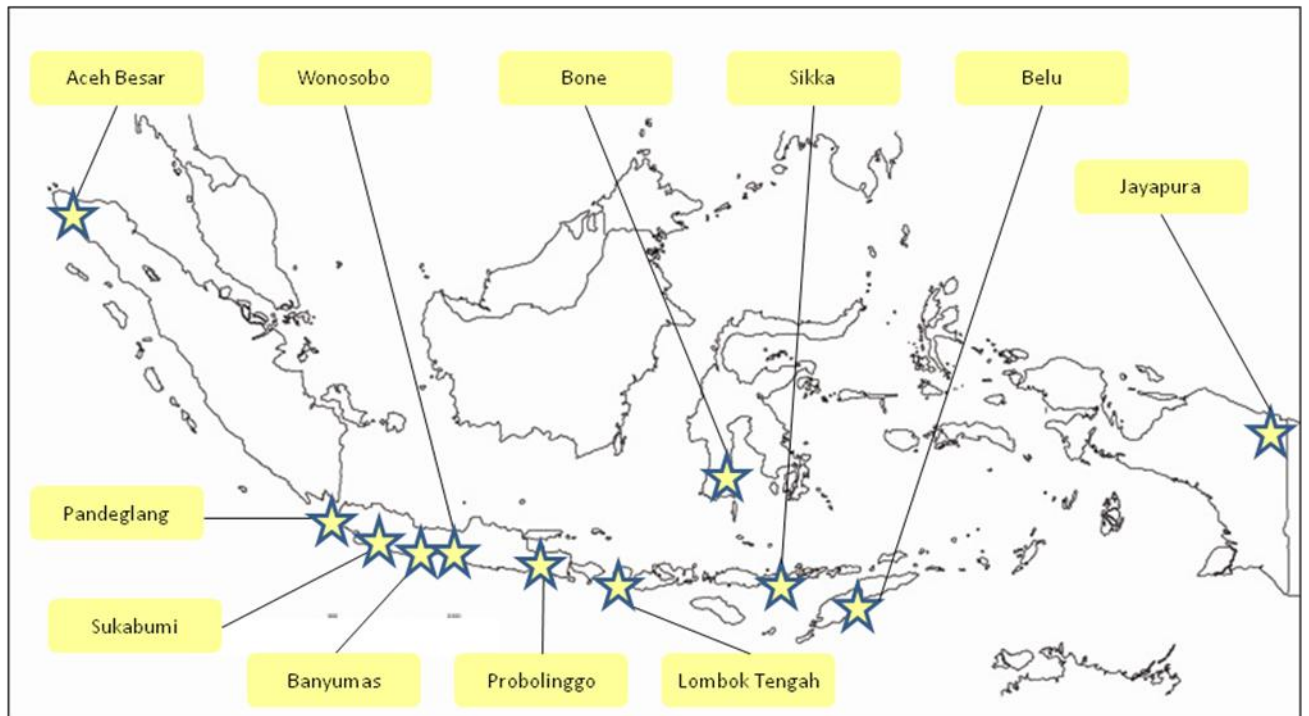 Aceh Besar
Wonosobo
Bone
Sikka
Belu
Jayapura
Pandeglang
Sukabumi
Banyumas
Probolinggo
Lombok Tengah